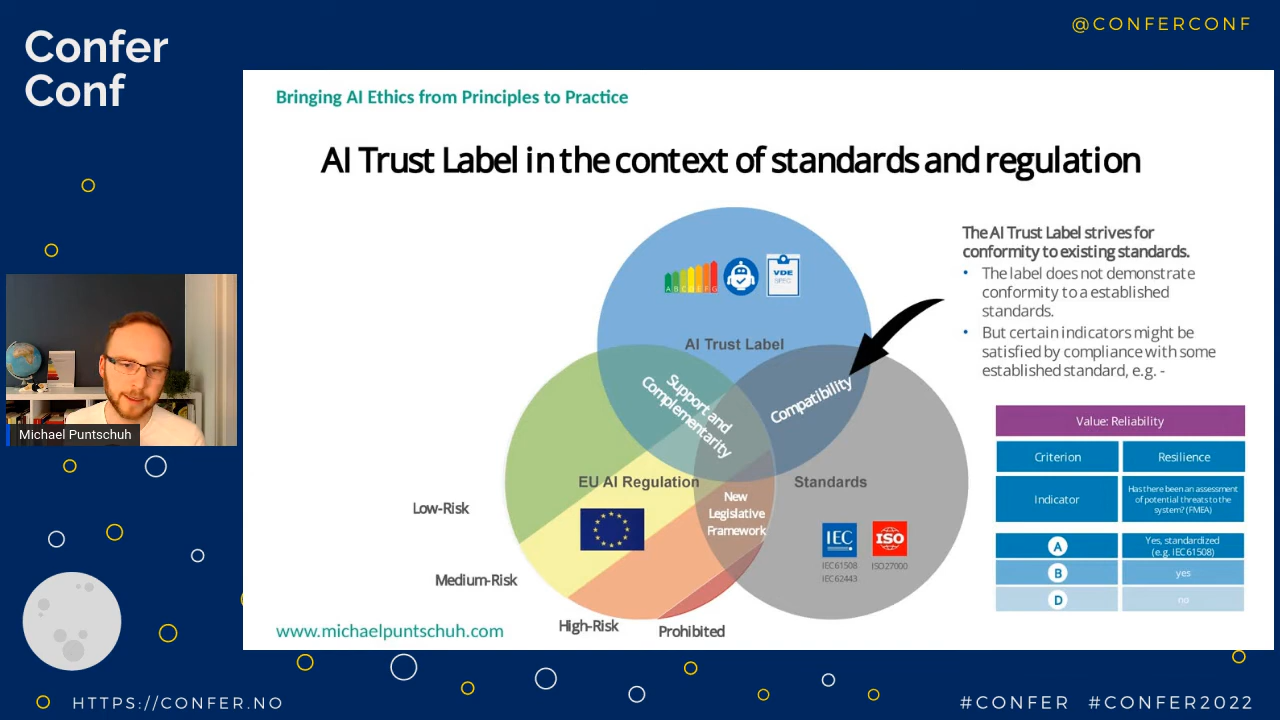 Confer
Conf
@CONFERCONF
Bringing AI Ethics from Principles to Practice
AI Trust Label in the context of standards and regulation
A B C D E F G
VDE
SPEC
AI Trust Label
Support and
Complementarity
Compatibility
EU AI Regulation
Standards
New
Legislative
Framework
IEC
ISO
IEC61508
IEC62443
ISO27000
Low-Risk
Medium-Risk
High-Risk
Prohibited
The AI Trust Label strives for
conformity to existing standards.
• The label does not demonstrate
conformity to a established
standards.
• But certain indicators might be
satisfied by compliance with some
established standard, e.g. -
Value: Reliability
Criterion
Resilience
Indicator
Has there been an assessment
of potential threats to the
system? (FMEA)
A
Yes, standardized
(e.g. IEC61508)
B
yes
D
no
www.michaelpuntschuh.com
Michael Puntschuh
HTTPS://CONFER.NO
#CONFER #CONFER2022